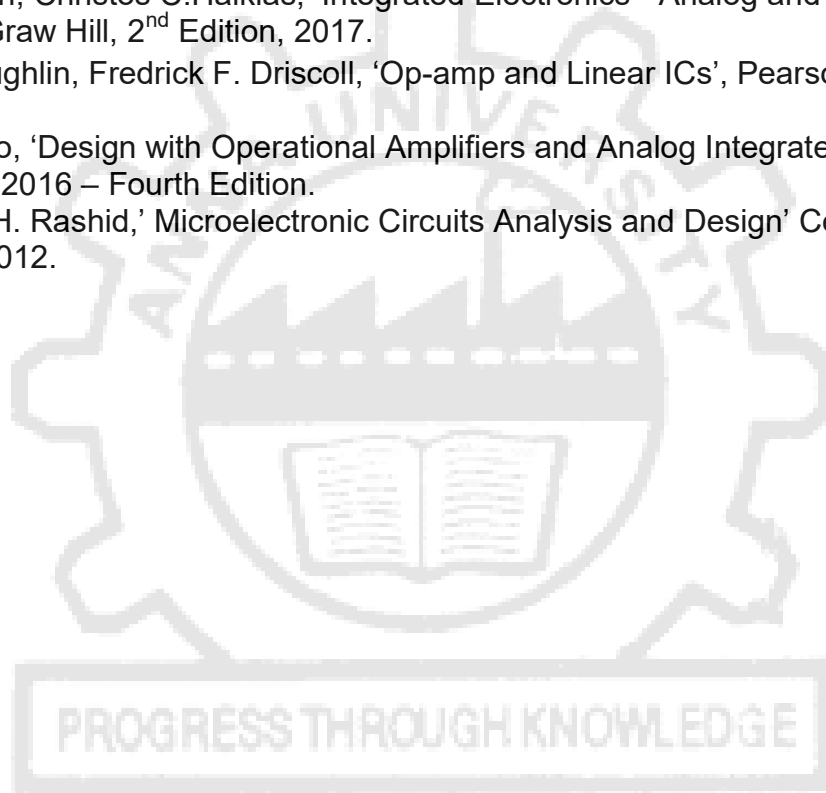 n, Christos C.Halkias, 'Integrated Electronics - Analog and
Graw Hill, 2nd Edition, 2017.
ughlin, Fredrick F. Driscoll, 'Op-amp and Linear ICs', Pearso
o, 'Design with Operational Amplifiers and Analog Integrate
2016 – Fourth Edition.
H. Rashid,' Microelectronic Circuits Analysis and Design' Ce
012.
ANNA UNIVERSITY
PROGRESS THROUGH KNOWLEDGE